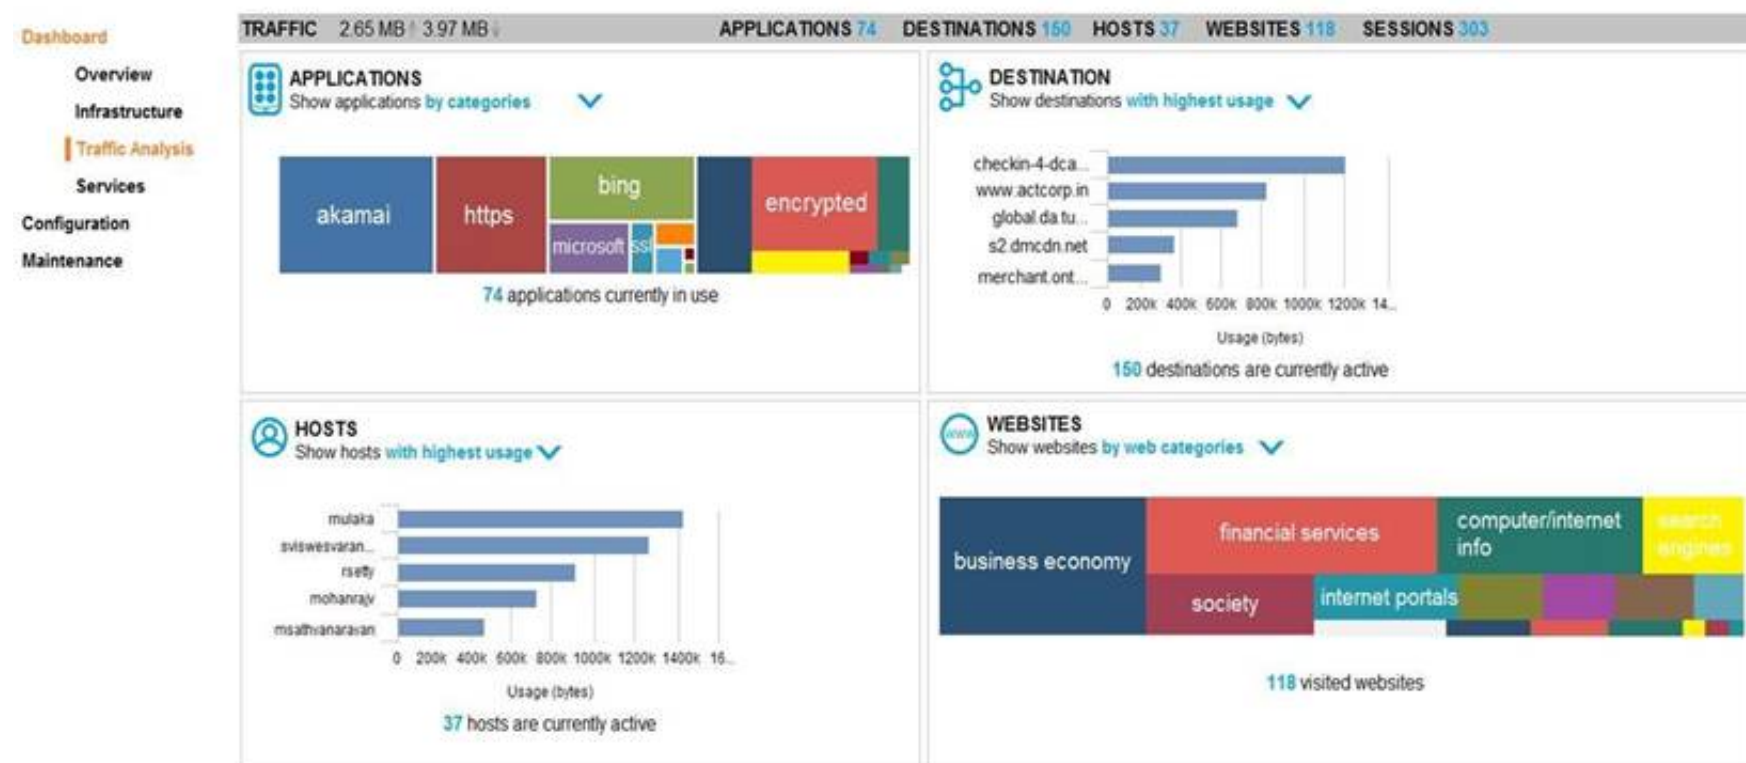 Dashboard
Overview
Infrastructure
Traffic Analysis
Services
Configuration
Maintenance
TRAFFIC 2.65 MB 3.97 MB APPLICATIONS 74 DESTINATIONS 150 HOSTS 37 WEBSITES 118 SESSIONS 303
APPLICATIONS
Show applications by categories
akamai
https
bing
microsoft
ssl
encrypted
74 applications currently in use
DESTINATION
Show destinations with highest usage
checkin-4-dca...
www.actcorp.in
global.da.tu...
s2.dmcdn.net
merchant.ont...
0 200k 400k 600k 800k 1000k 1200k 14...
Usage (bytes)
150 destinations are currently active
HOSTS
Show hosts with highest usage
mulaka
sviswesvaran...
rsetty
mohanrajv
msathyanarayan
0 200k 400k 600k 800k 1000k 1200k 1400k 16...
Usage (bytes)
37 hosts are currently active
www
WEBSITES
Show websites by web categories
business economy
financial services
computer/internet
info
search
engines
society
internet portals
118 visited websites